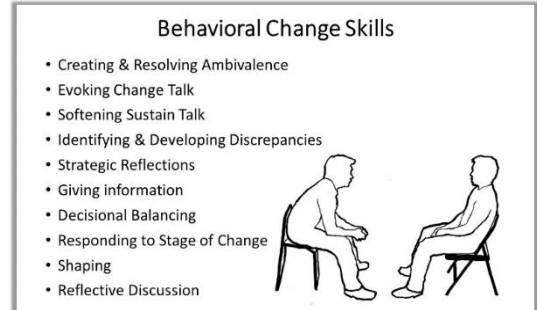 Behavioral Change Skills
• Creating & Resolving Ambivalence
• Evoking Change Talk
• Softening Sustain Talk
• Identifying & Developing Discrepancies
• Strategic Reflections
• Giving information
• Decisional Balancing
• Responding to Stage of Change
• Shaping
• Reflective Discussion